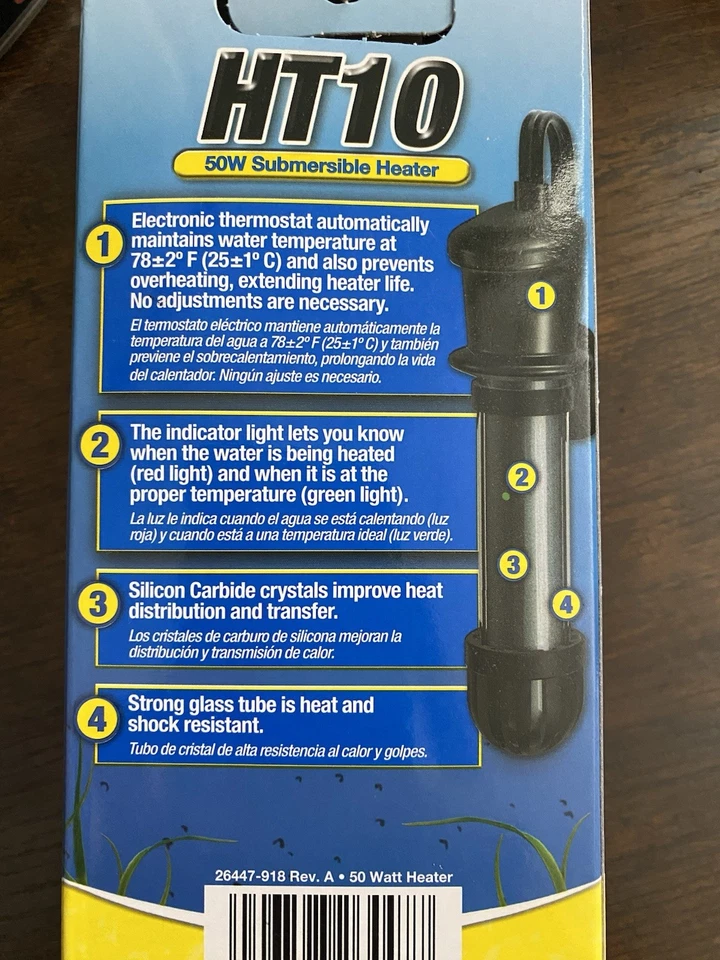 HT10
50W Submersible Heater
1
Electronic thermostat automatically
maintains water temperature at
78±2º F (25±1º C) and also prevents
overheating, extending heater life.
No adjustments are necessary.
El termostato eléctrico mantiene automáticamente la
temperatura del agua a 78±2º F (25±1º C) y también
previene el sobrecalentamiento, prolongando la vida
del calentador. Ningún ajuste es necesario.
1
2
The indicator light lets you know
when the water is being heated
(red light) and when it is at the
proper temperature (green light).
La luz le indica cuando el agua se está calentando (luz
roja) y cuando está a una temperatura ideal (luz verde).
2
3
Silicon Carbide crystals improve heat
distribution and transfer.
Los cristales de carburo de silicona mejoran la
distribución y transmisión de calor.
3
4
4
Strong glass tube is heat and
shock resistant.
Tubo de cristal de alta resistencia al calor y golpes.
26447-918 Rev. A • 50 Watt Heater